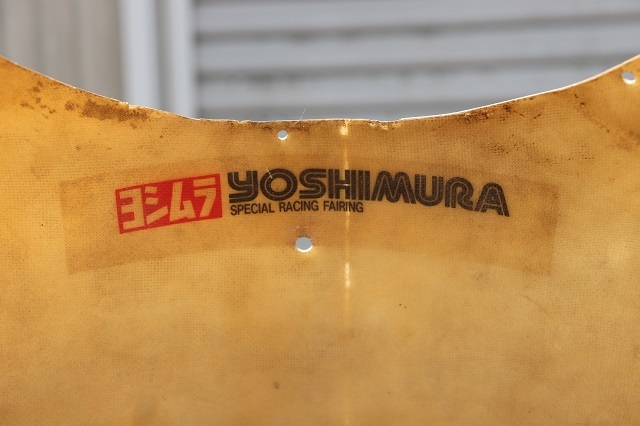 ヨシムラ YOSHIMURA
SPECIAL RACING FAIRING